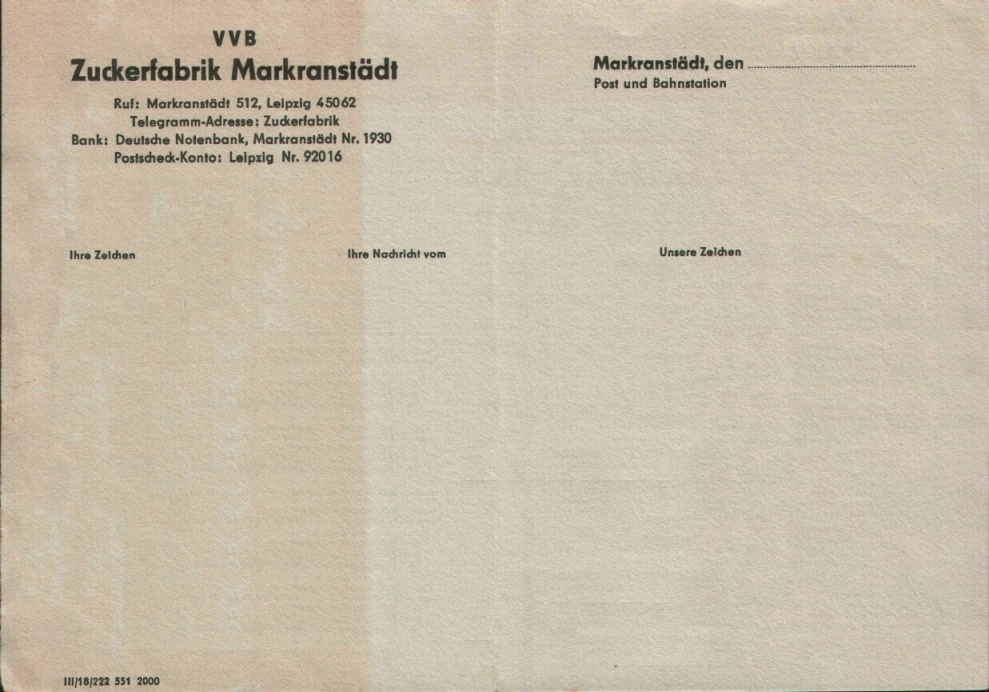 VVB
Zuckerfabrik Markranstädt
Ruf: Markranstädt 512, Leipzig 45062
Telegramm-Adresse: Zuckerfabrik
Bank: Deutsche Notenbank, Markranstädt Nr. 1930
Postscheck-Konto: Leipzig Nr. 92016
Markranstädt, den
Post und Bahnstation
Ihre Zeichen
Ihre Nachricht vom
Unsere Zeichen
III/18/222 551 2000